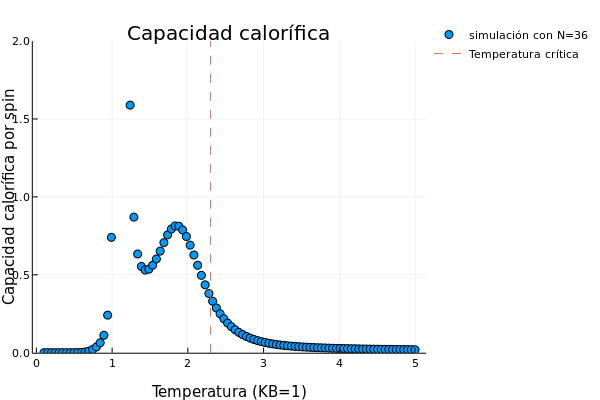 Capacidad calorífica
simulación con N=36
Temperatura crítica
Capacidad calorífica por spin
2.0
1.5
1.0
0.5
0.0
0 1 2 3 4 5
Temperatura (KB=1)